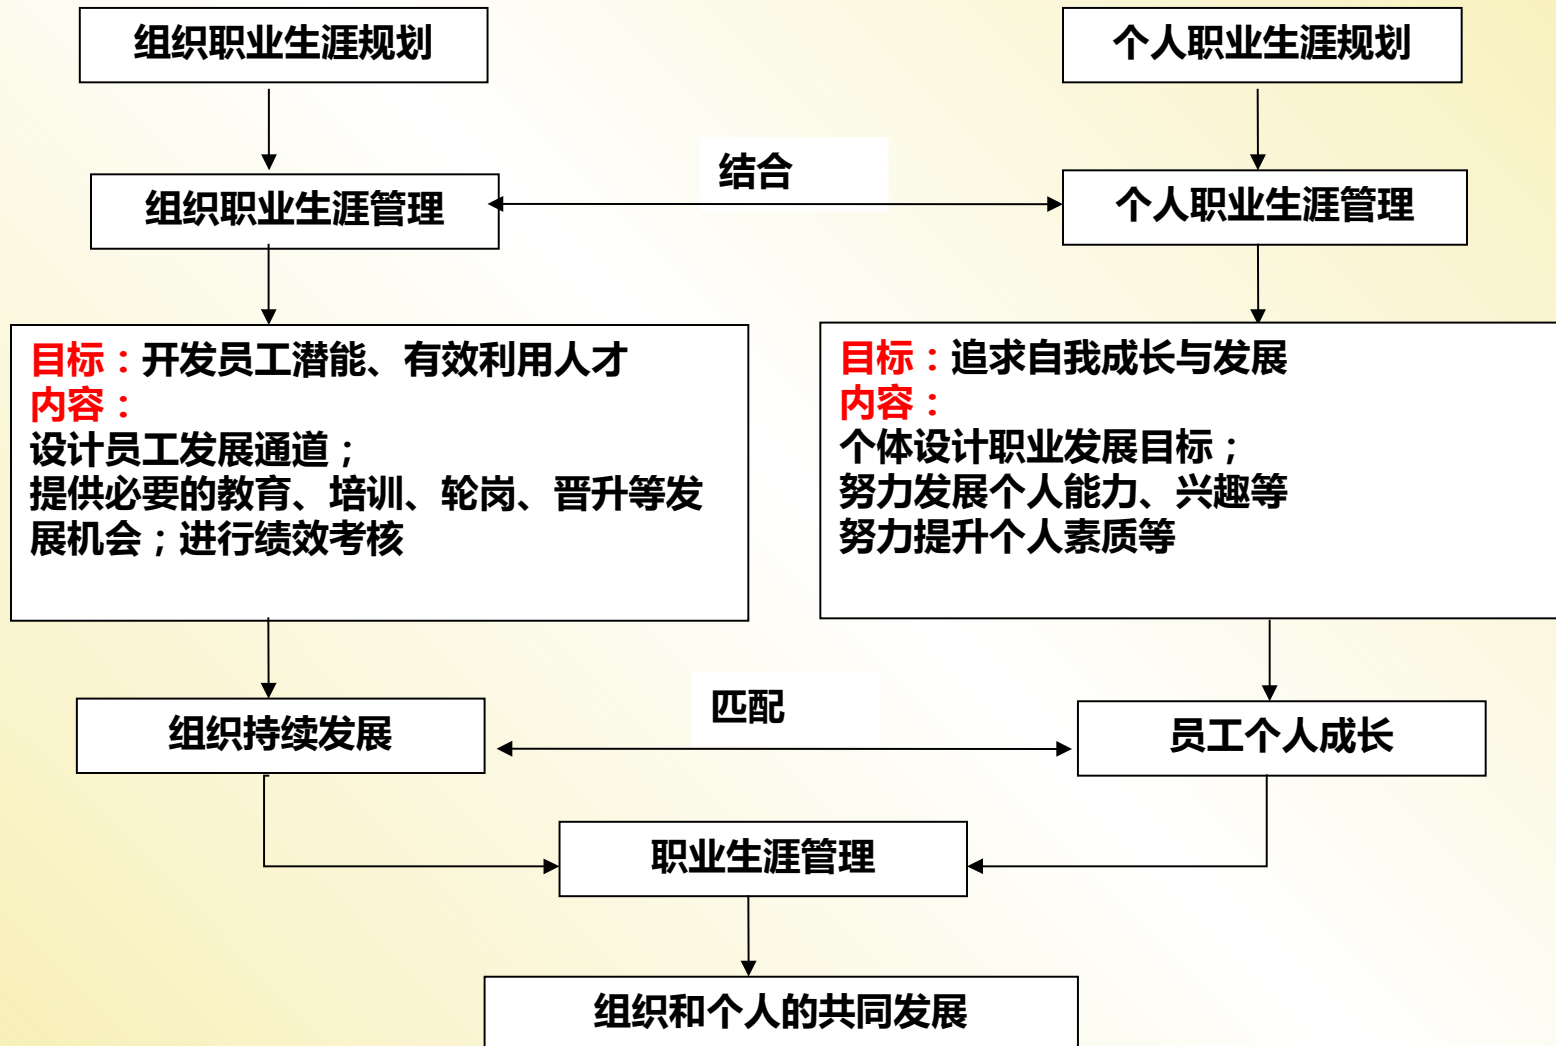 组织职业生涯规划
个人职业生涯规划
结合
组织职业生涯管理
个人职业生涯管理
目标：开发员工潜能、有效利用人才
内容：
设计员工发展通道；
提供必要的教育、培训、轮岗、晋升等发
展机会；进行绩效考核
目标：追求自我成长与发展
内容：
个体设计职业发展目标；
努力发展个人能力、兴趣等
努力提升个人素质等
匹配
组织持续发展
员工个人成长
职业生涯管理
组织和个人的共同发展